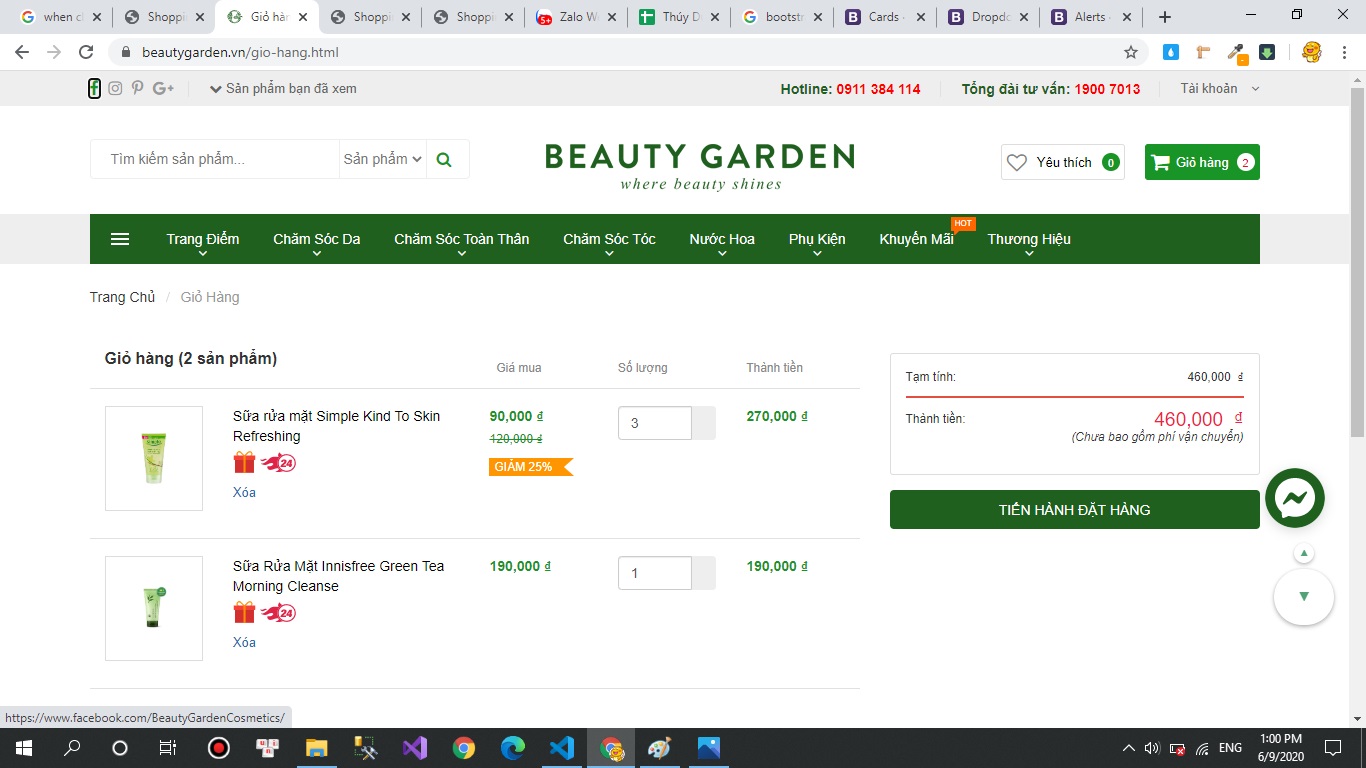 when cl
Shoppi
Giỏ hàn
Shoppi
Shoppi
Zalo We
Thúy D
bootstr
Cards ·
Dropdo
Alerts ·
beautygarden.vn/gio-hang.html
Sản phẩm bạn đã xem
Hotline: 0911 384 114
Tổng đài tư vấn: 1900 7013
Tài khoản
Tìm kiếm sản phẩm...
Sản phẩm
BEAUTY GARDEN
where beauty shines
Yêu thích 0
Giỏ hàng 2
HOT
Trang Điểm Chăm Sóc Da Chăm Sóc Toàn Thân Chăm Sóc Tóc Nước Hoa Phụ Kiện Khuyến Mãi Thương Hiệu
Trang Chủ / Giỏ Hàng
Giỏ hàng (2 sản phẩm)
Giá mua Số lượng Thành tiền
Sữa rửa mặt Simple Kind To Skin
Refreshing
24
Xóa
90,000 ₫
120,000 ₫
GIẢM 25%
3
270,000 ₫
Sữa Rửa Mặt Innisfree Green Tea
Morning Cleanse
24
Xóa
190,000 ₫
1
190,000 ₫
Tạm tính: 460,000 ₫
Thành tiền: 460,000 ₫
(Chưa bao gồm phí vận chuyển)
TIẾN HÀNH ĐẶT HÀNG
https://www.facebook.com/BeautyGardenCosmetics/
ENG
1:00 PM
6/9/2020